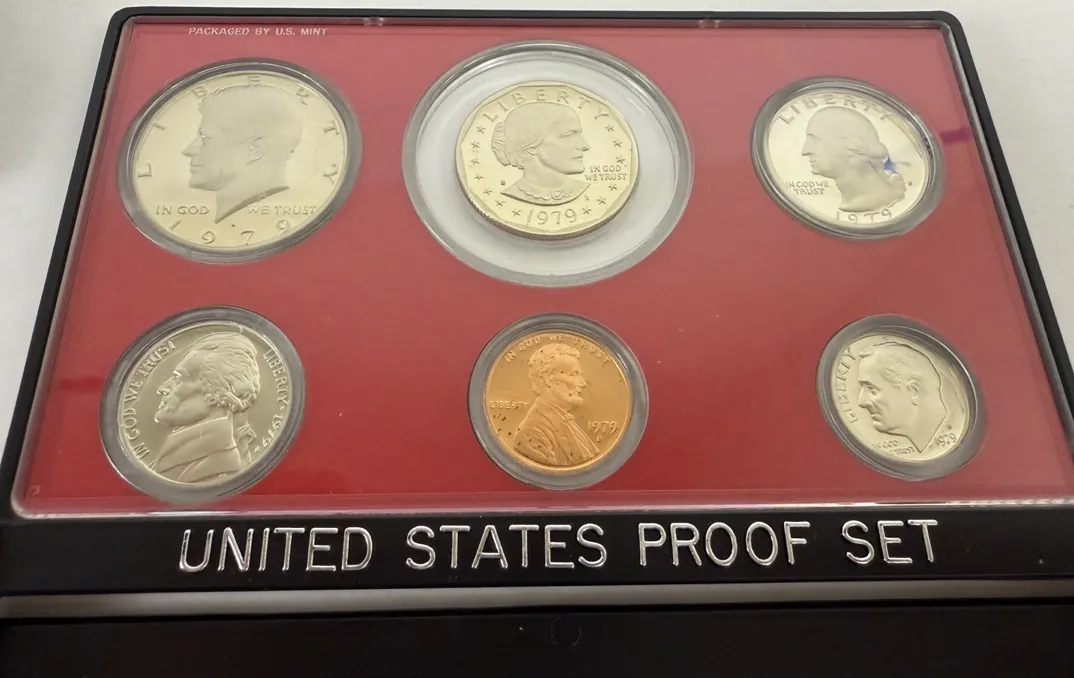 PACKAGED BY U.S. MINT
LIBERTY
IN GOD WE TRUST
1979
LIBERTY
IN GOD
WE TRUST
1979
S
LIBERTY
IN GOD WE
TRUST
1979
IN GOD WE TRUST
LIBERTY 1979
IN GOD WE TRUST
LIBERTY
1979
S
LIBERTY
IN GOD
WE TRUST
1979
UNITED STATES PROOF SET